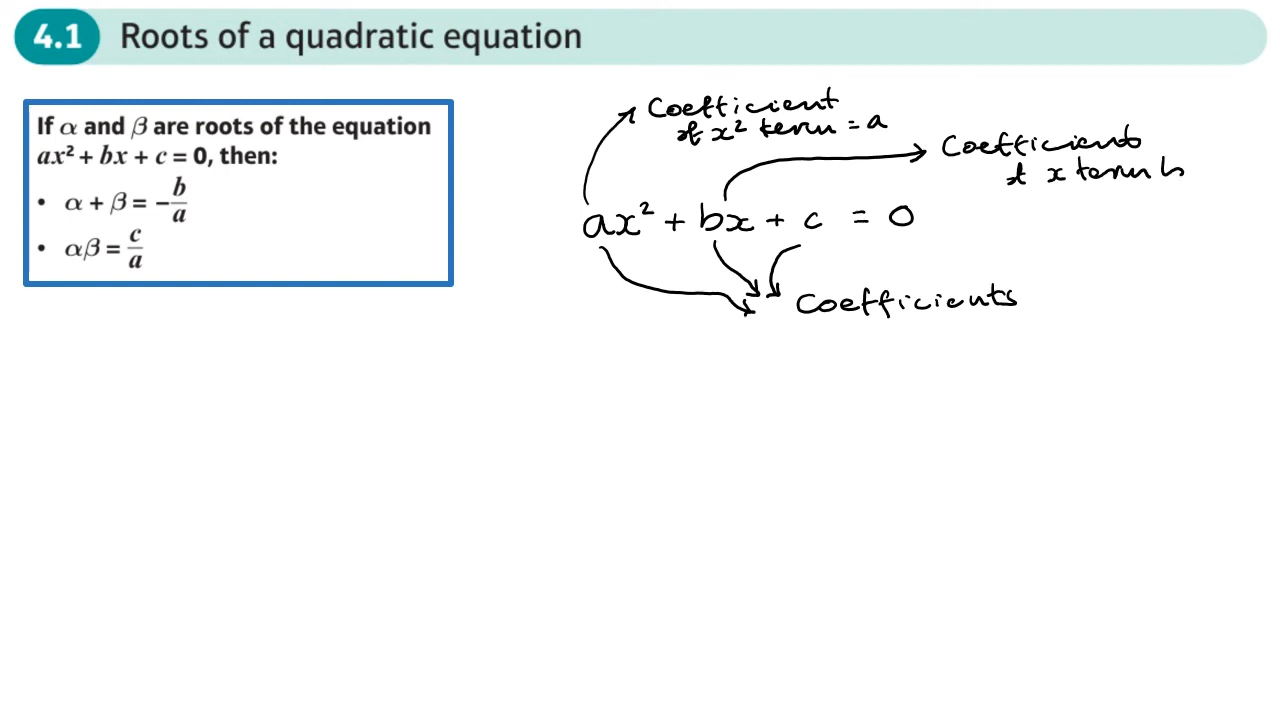 4.1 Roots of a quadratic equation
If α and β are roots of the equation
ax² + bx + c = 0, then:
• α + β = -b/a
• αβ = c/a
Coefficient
of x² term = a
Coefficient
of x term b
ax² + bx + c = 0
Coefficients